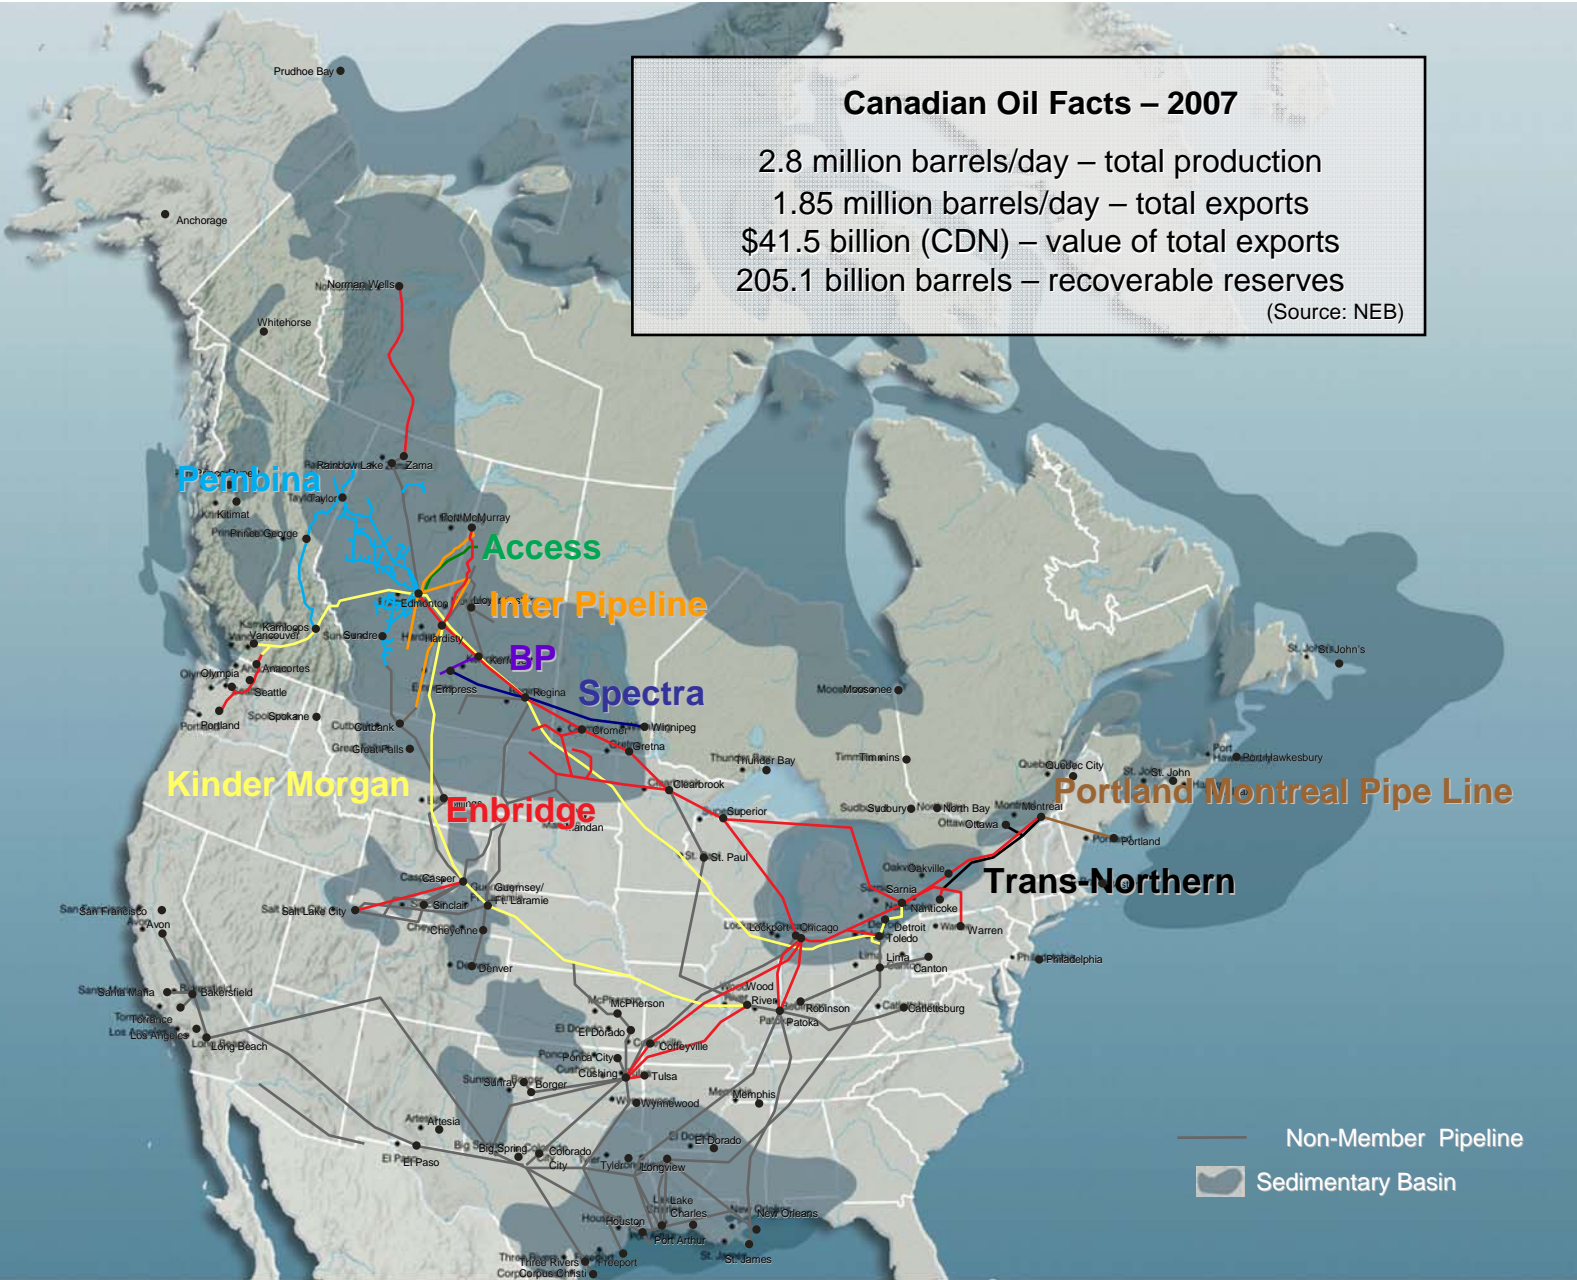 Canadian Oil Facts – 2007
2.8 million barrels/day – total production
1.85 million barrels/day – total exports
$41.5 billion (CDN) – value of total exports
205.1 billion barrels – recoverable reserves
(Source: NEB)
Prudhoe Bay
Anchorage
Norman Wells
Whitehorse
Rainbow Lake
Zama
Pembina
Taylor
Kitimat
Fort McMurray
Prince George
Access
Edmonton
Inter Pipeline
Kamloops
Vancouver
Sundre
Hardisty
BP
Olympia
Anacortes
Seattle
Empress
Regina
Spectra
St. John's
Moosonee
Portland
Spokane
Cutbank
Cromer
Winnipeg
Great Falls
Gretna
Thunder Bay
Timmins
Quebec City
Port Hawkesbury
St. John
Kinder Morgan
Clearbrook
Portland Montreal Pipe Line
Enbridge
Superior
Sudbury
North Bay
Montreal
Ottawa
Portland
Mandan
St. Paul
Oakville
Casper
Guernsey/
Ft. Laramie
Sarnia
Trans-Northern
San Francisco
Avon
Salt Lake City
Sinclair
Nanticoke
Cheyenne
Lockport
Chicago
Detroit
Toledo
Warren
Denver
Lima
Canton
Philadelphia
Santa Maria
Bakersfield
Wood
River
McPherson
Robinson
Catlettsburg
Torrance
Los Angeles
Long Beach
El Dorado
Patoka
Coffeyville
Ponca City
Cushing
Tulsa
Sunray
Borger
Wynnewood
Memphis
Artesia
El Paso
Big Spring
Colorado
City
El Dorado
Tyler
Longview
Non-Member Pipeline
Sedimentary Basin
Lake
Charles
Houston
Port Arthur
New Orleans
St. James
Three Rivers
Freeport
Corpus Christi